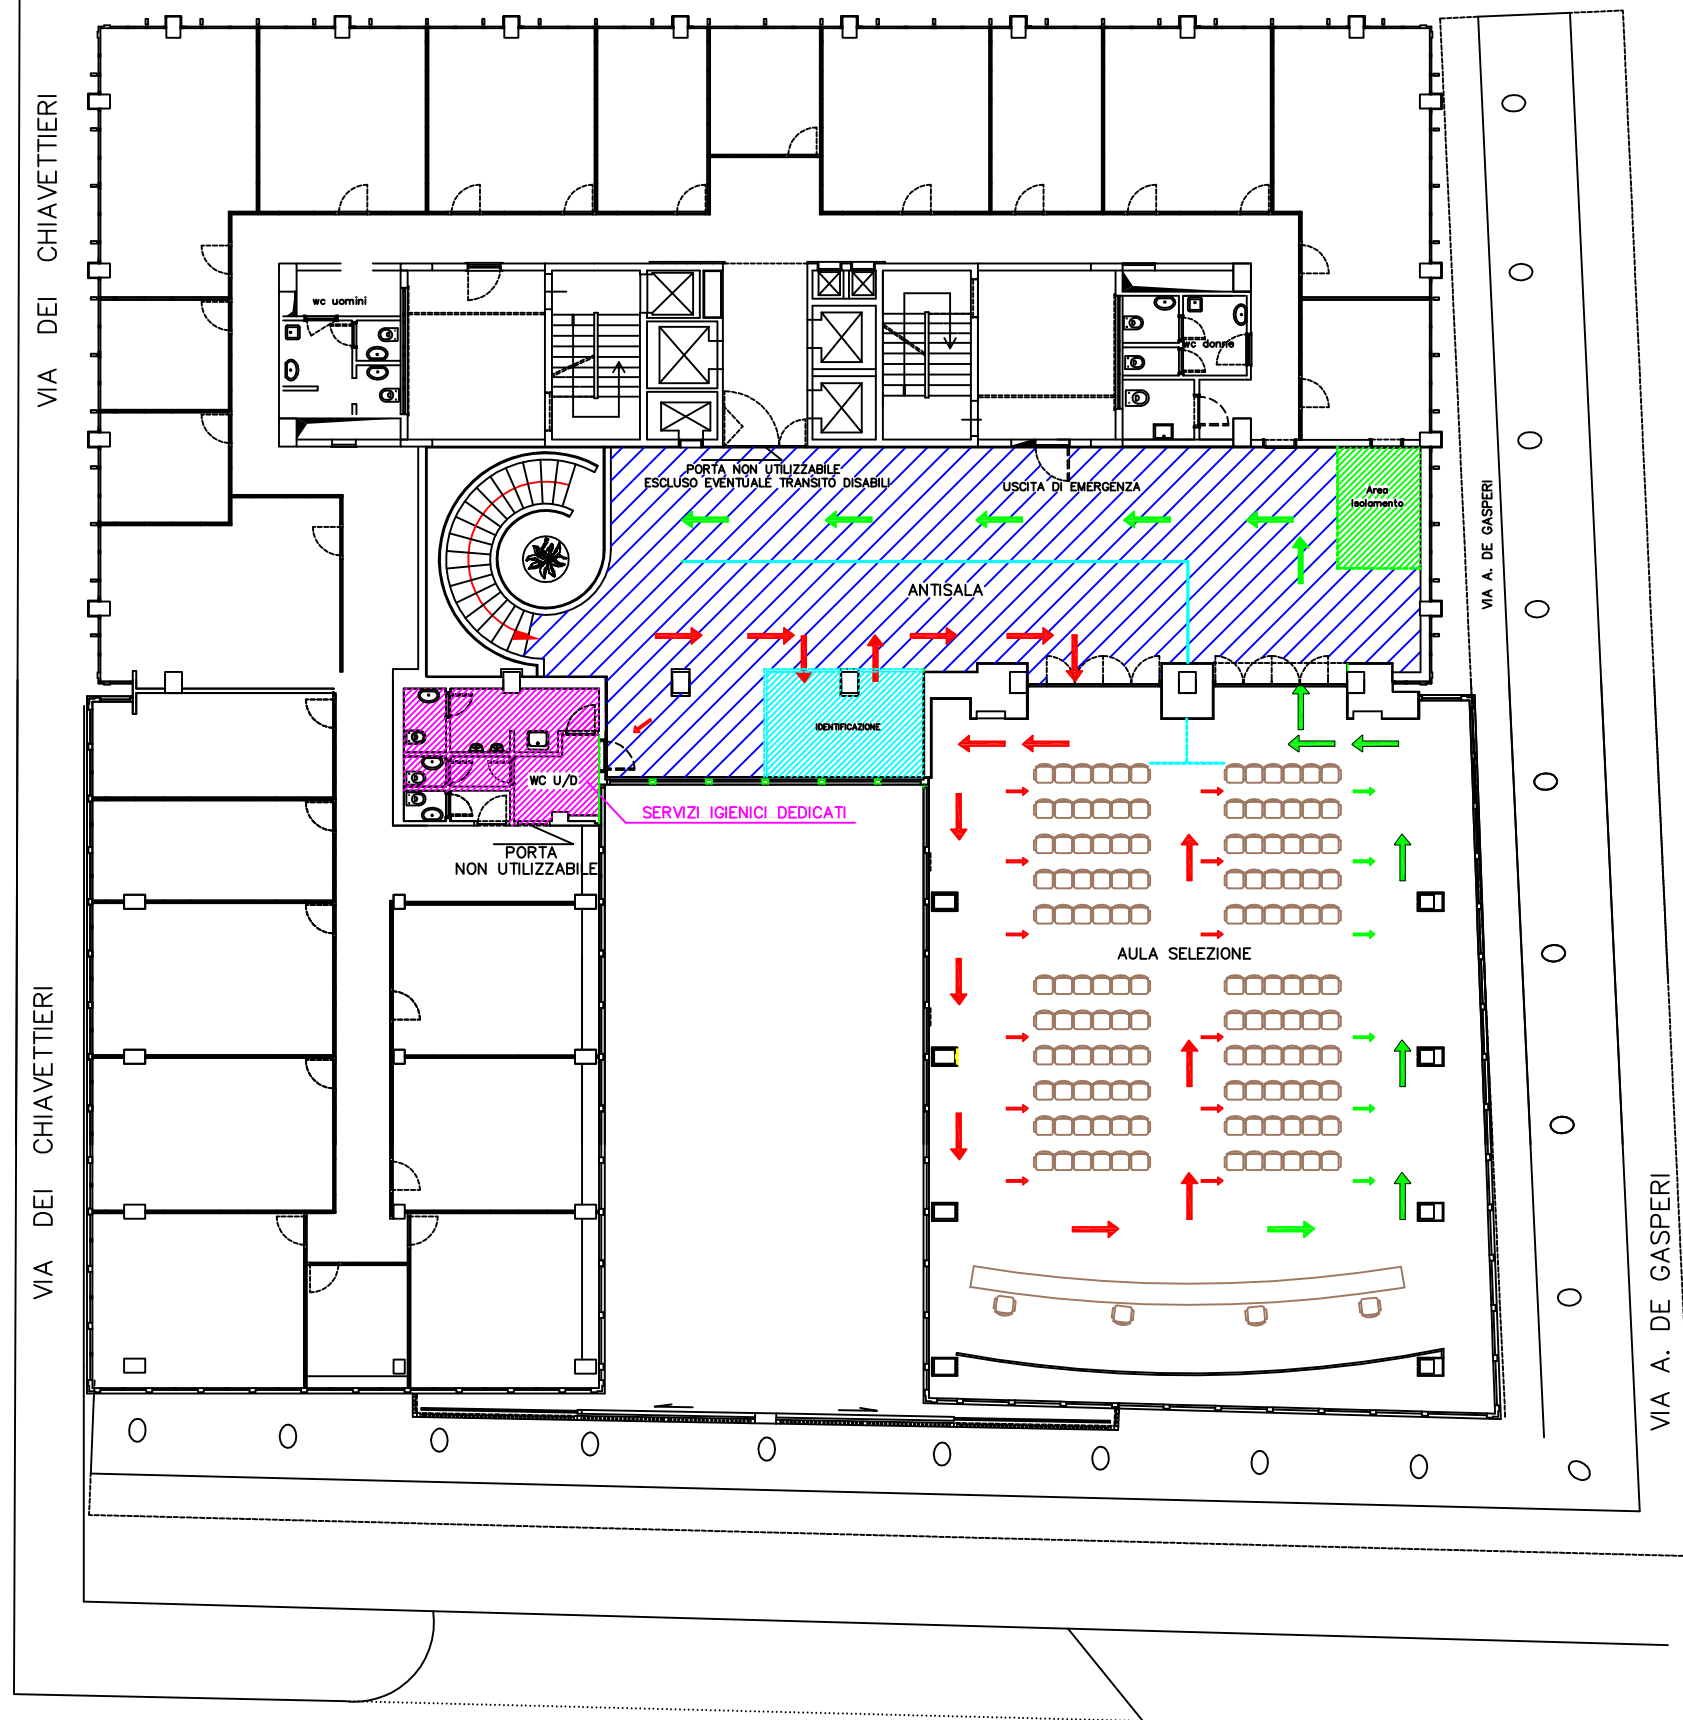 VIA DEI CHIAVETTIERI
wc uomini
wc donne
PORTA NON UTILIZZABILE
ESCLUSO EVENTUALE TRANSITO DISABILI
USCITA DI EMERGENZA
Area
Isolamento
VIA A. DE GASPERI
ANTISALA
IDENTIFICAZIONE
WC U/D
SERVIZI IGIENICI DEDICATI
PORTA
NON UTILIZZABILE
AULA SELEZIONE
VIA DEI CHIAVETTIERI
VIA A. DE GASPERI